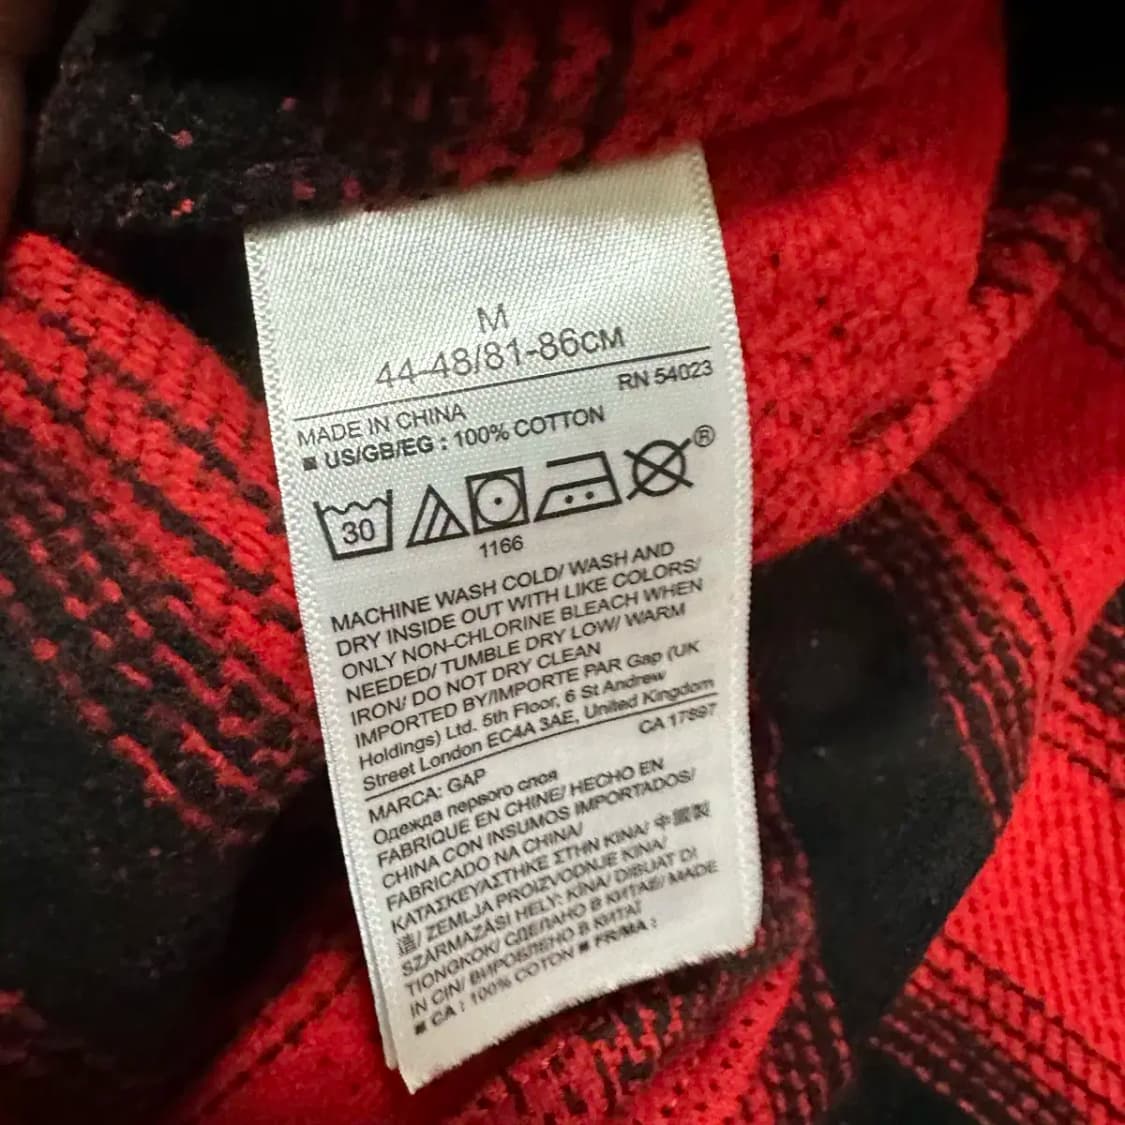 M
44-48/81-86CM
RN 54023
MADE IN CHINA
■ US/GB/EG : 100% COTTON
30
®
1166
MACHINE WASH COLD/ WASH AND
DRY INSIDE OUT WITH LIKE COLORS/
ONLY NON-CHLORINE BLEACH WHEN
NEEDED/ TUMBLE DRY LOW/ WARM
IRON/ DO NOT DRY CLEAN
IMPORTED BY/IMPORTE PAR Gap (UK
Holdings) Ltd. 5th Floor, 6 St Andrew
Street London EC4A 3AE, United Kingdom
CA 17897
MARCA: GAP
Одежда первого слоя
FABRIQUE EN CHINE/ HECHO EN
CHINA CON INSUMOS IMPORTADOS/
FABRICADO NA CHINA/
ΚΑΤΑΣΚΕΥΑΣΤΗΚΕ ΣΤΗΝ ΚΙΝΑ/ 中國製
造/ ZEMLJA PROIZVODNJE KINA/
SZÁRMAZÁSI HELY: KÍNA/ DIBUAT DI
TIONGKOK/ СДЕЛАНО В КИТАЕ/ MADE
IN CIN/ ВИРОБЛЕНО В КИТАЇ
■ CA : 100% COTON ■ FR/MA :